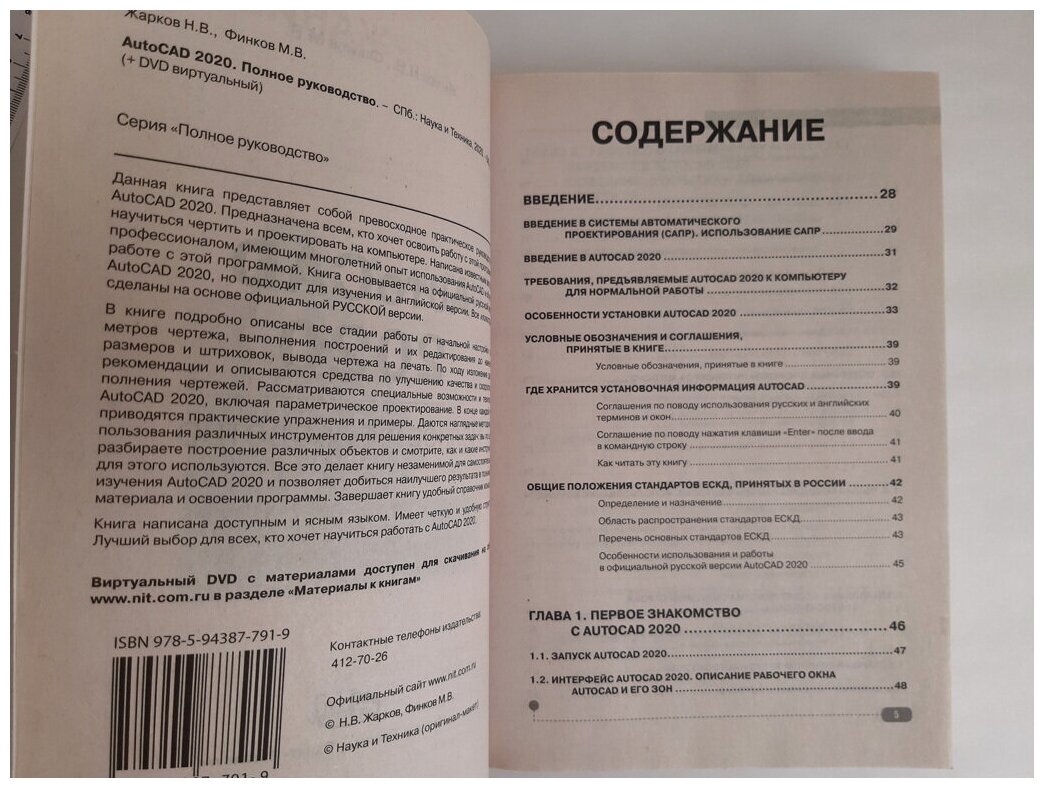 Жарков Н.В., Финков М.В.
AutoCAD 2020. Полное руководство. – СПб.: Наука и Техника, 2020.
(+ DVD виртуальный)
Серия «Полное руководство»
Данная книга представляет собой превосходное практическое
AutoCAD 2020. Предназначена всем, кто хочет освоить работу с этой
научиться чертить и проектировать на компьютере. Написана известным
профессионалом, имеющим многолетний опыт использования AutoCAD и
работе с этой программой. Книга основывается на официальной русской
AutoCAD 2020, но подходит для изучения и английской версии. Все
сделаны на основе официальной РУССКОЙ версии.
В книге подробно описаны все стадии работы от начальной настройки
метров чертежа, выполнения построений и их редактирования до
размеров и штриховок, вывода чертежа на печать. По ходу изложения
рекомендации и описываются средства по улучшению качества и
полнения чертежей. Рассматриваются специальные возможности и
AutoCAD 2020, включая параметрическое проектирование. В конце
приводятся практические упражнения и примеры. Даются наглядные
пользования различных инструментов для решения конкретных задач: вы
разбираете построение различных объектов и смотрите, как и какие
для этого используются. Все это делает книгу незаменимой для
изучения AutoCAD 2020 и позволяет добиться наилучшего результата в
материала и освоении программы. Завершает книгу удобный справочник
Книга написана доступным и ясным языком. Имеет четкую и удобную
Лучший выбор для всех, кто хочет научиться работать с AutoCAD 2020.
Виртуальный DVD с материалами доступен для скачивания на
www.nit.com.ru в разделе «Материалы к книгам»
ISBN 978-5-94387-791-9
Контактные телефоны издательства:
412-70-26
Официальный сайт www.nit.com.ru
© Н.В. Жарков, Финков М.В.
© Наука и Техника (оригинал-макет)
СОДЕРЖАНИЕ
ВВЕДЕНИЕ...28
ВВЕДЕНИЕ В СИСТЕМЫ АВТОМАТИЧЕСКОГО
ПРОЕКТИРОВАНИЯ (САПР). ИСПОЛЬЗОВАНИЕ САПР...29
ВВЕДЕНИЕ В AUTOCAD 2020...31
ТРЕБОВАНИЯ, ПРЕДЪЯВЛЯЕМЫЕ AUTOCAD 2020 К КОМПЬЮТЕРУ
ДЛЯ НОРМАЛЬНОЙ РАБОТЫ...32
ОСОБЕННОСТИ УСТАНОВКИ AUTOCAD 2020...33
УСЛОВНЫЕ ОБОЗНАЧЕНИЯ И СОГЛАШЕНИЯ,
ПРИНЯТЫЕ В КНИГЕ...39
Условные обозначения, принятые в книге...39
ГДЕ ХРАНИТСЯ УСТАНОВОЧНАЯ ИНФОРМАЦИЯ AUTOCAD...39
Соглашения по поводу использования русских и английских
терминов и окон...40
Соглашение по поводу нажатия клавиши «Enter» после ввода
в командную строку...41
Как читать эту книгу...41
ОБЩИЕ ПОЛОЖЕНИЯ СТАНДАРТОВ ЕСКД, ПРИНЯТЫХ В РОССИИ...42
Определение и назначение...42
Область распространения стандартов ЕСКД...43
Перечень основных стандартов ЕСКД...43
Особенности использования и работы
в официальной русской версии AutoCAD 2020...45
ГЛАВА 1. ПЕРВОЕ ЗНАКОМСТВО
С AUTOCAD 2020...46
1.1. ЗАПУСК AUTOCAD 2020...47
1.2. ИНТЕРФЕЙС AUTOCAD 2020. ОПИСАНИЕ РАБОЧЕГО ОКНА
AUTOCAD И ЕГО ЗОН...48
5